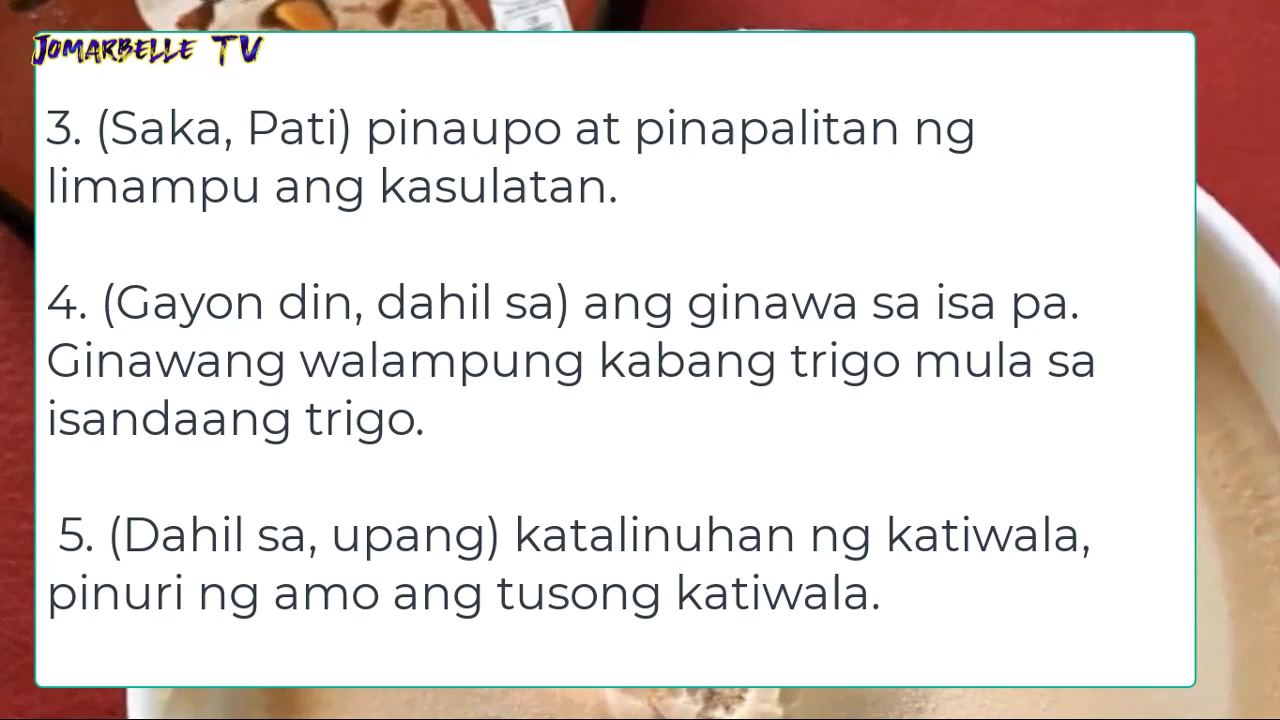 Jomarbelle TV
3. (Saka, Pati) pinaupo at pinapalitan ng
limampu ang kasulatan.
4. (Gayon din, dahil sa) ang ginawa sa isa pa.
Ginawang walampung kabang trigo mula sa
isandaang trigo.
5. (Dahil sa, upang) katalinuhan ng katiwala,
pinuri ng amo ang tusong katiwala.